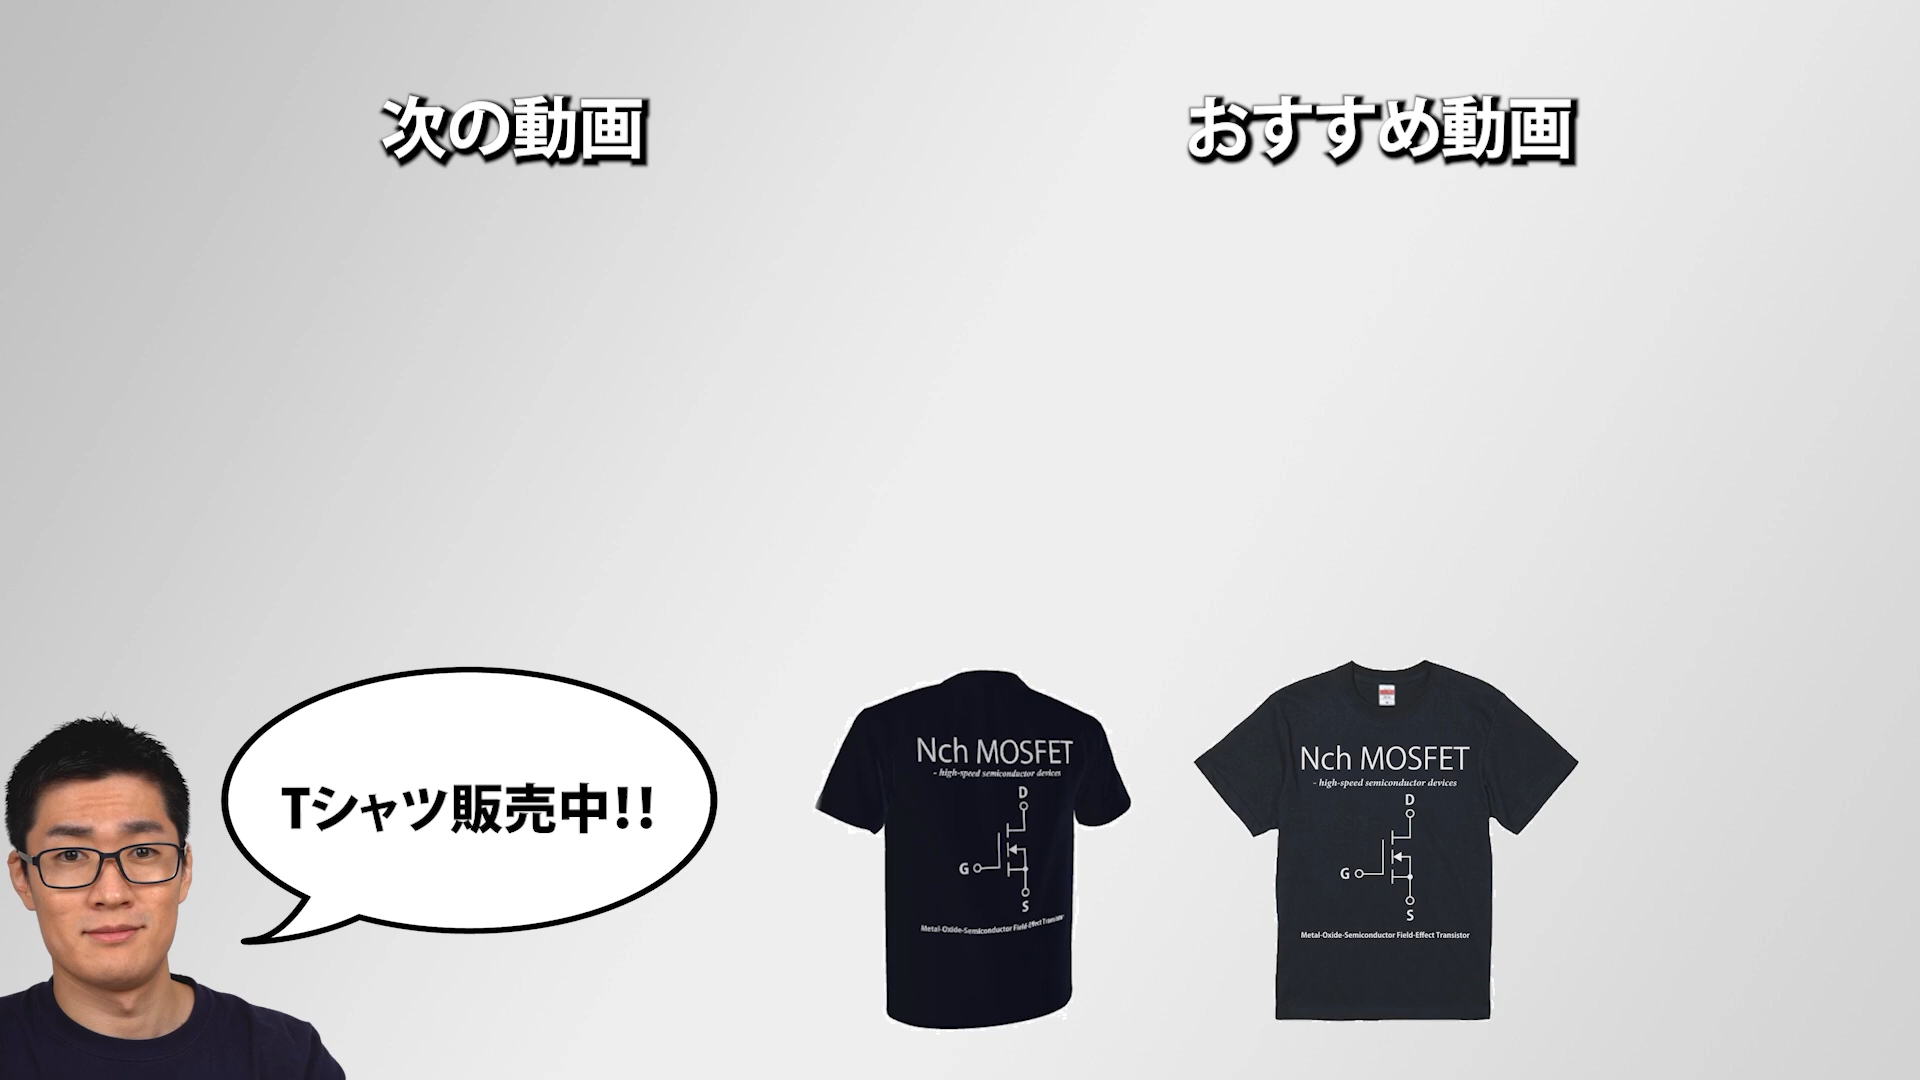 次の動画
おすすめ動画
Tシャツ販売中!!
Nch MOSFET
- high-speed semiconductor devices
D
G
S
Metal-Oxide-Semiconductor Field-Effect Transistor
Nch MOSFET
- high-speed semiconductor devices
D
G
S
Metal-Oxide-Semiconductor Field-Effect Transistor